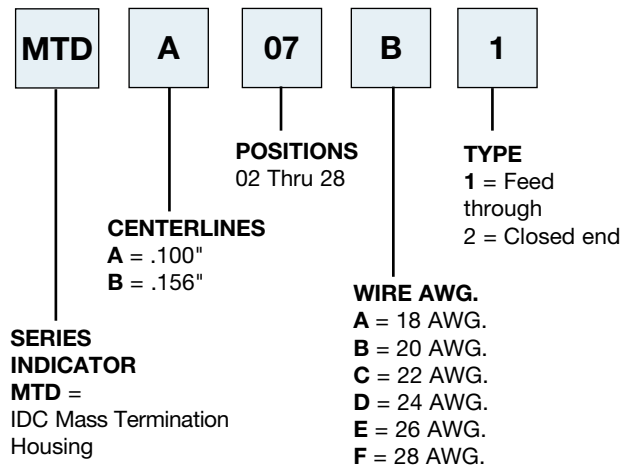 MTD A 07 B 1
POSITIONS
02 Thru 28
TYPE
1 = Feed
through
2 = Closed end
CENTERLINES
A = .100"
B = .156"
WIRE AWG.
A = 18 AWG.
B = 20 AWG.
C = 22 AWG.
D = 24 AWG.
E = 26 AWG.
F = 28 AWG.
SERIES
INDICATOR
MTD =
IDC Mass Termination
Housing